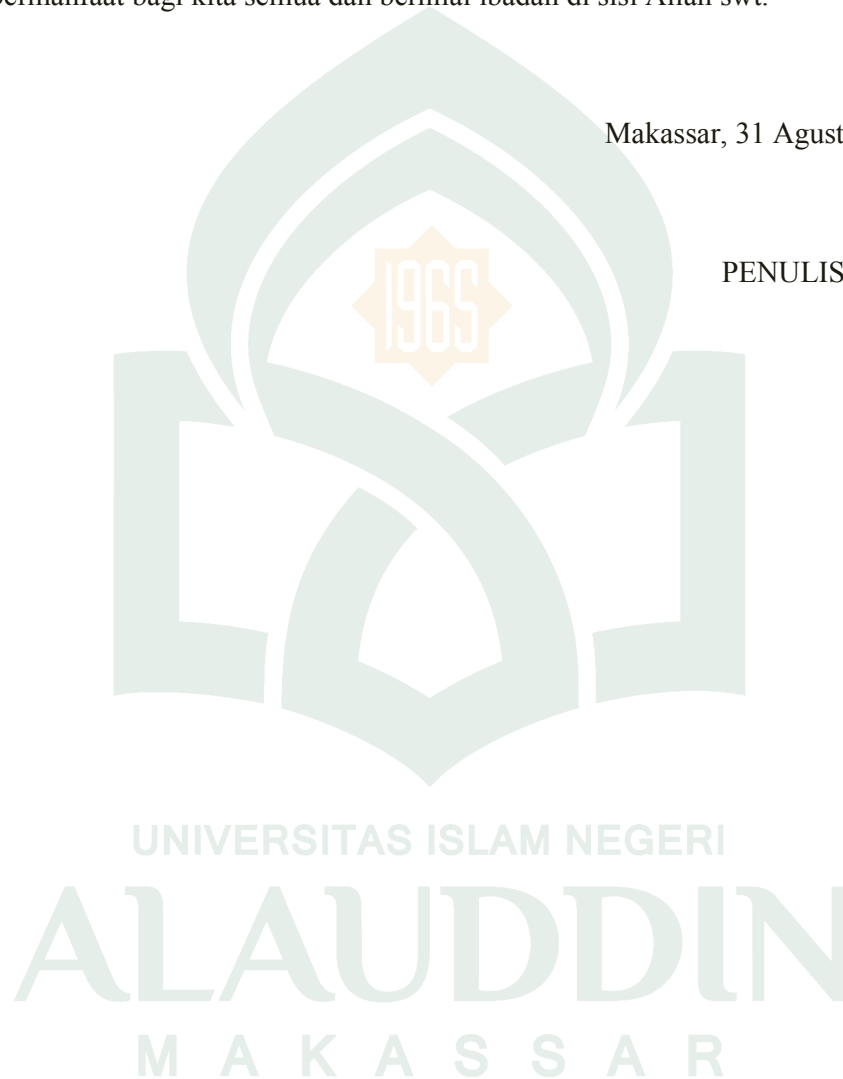 bermanfaat bagi kita semua dan bernilai ibadah di sisi Allah swt.
Makassar, 31 Agust
PENULIS
1965
UNIVERSITAS ISLAM NEGERI
ALAUDDIN
MAKASSAR